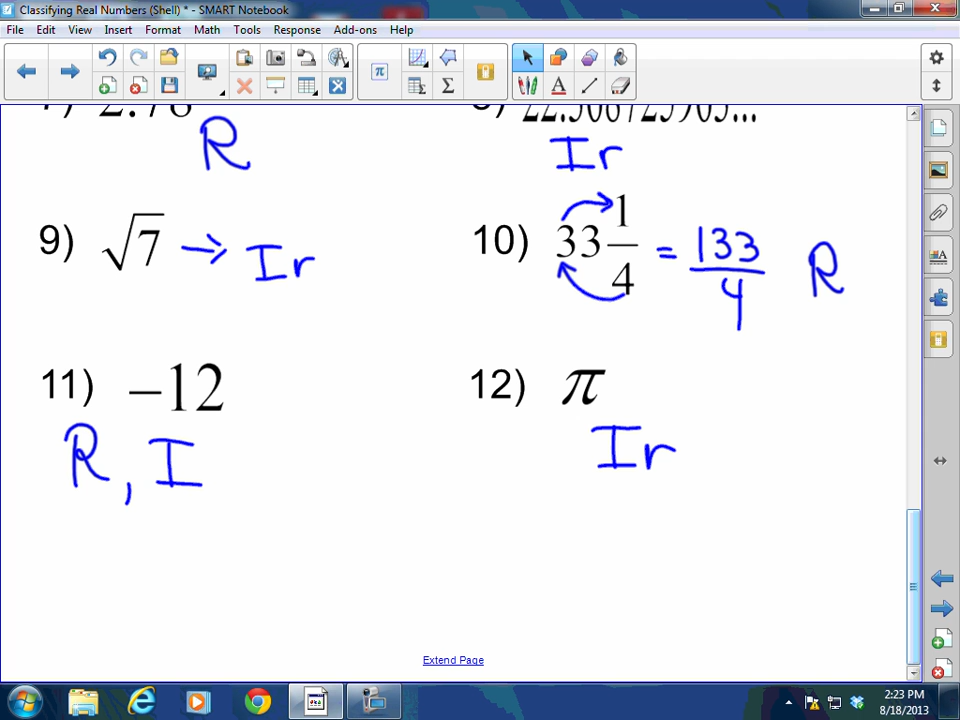 Classifying Real Numbers (Shell) * - SMART Notebook
File Edit View Insert Format Math Tools Response Add-ons Help
R
Ir
9) √7 → Ir
10) 33 1/4 = 133/4 R
11) −12
R, I
12) π
Ir
Extend Page
2:23 PM
8/18/2013